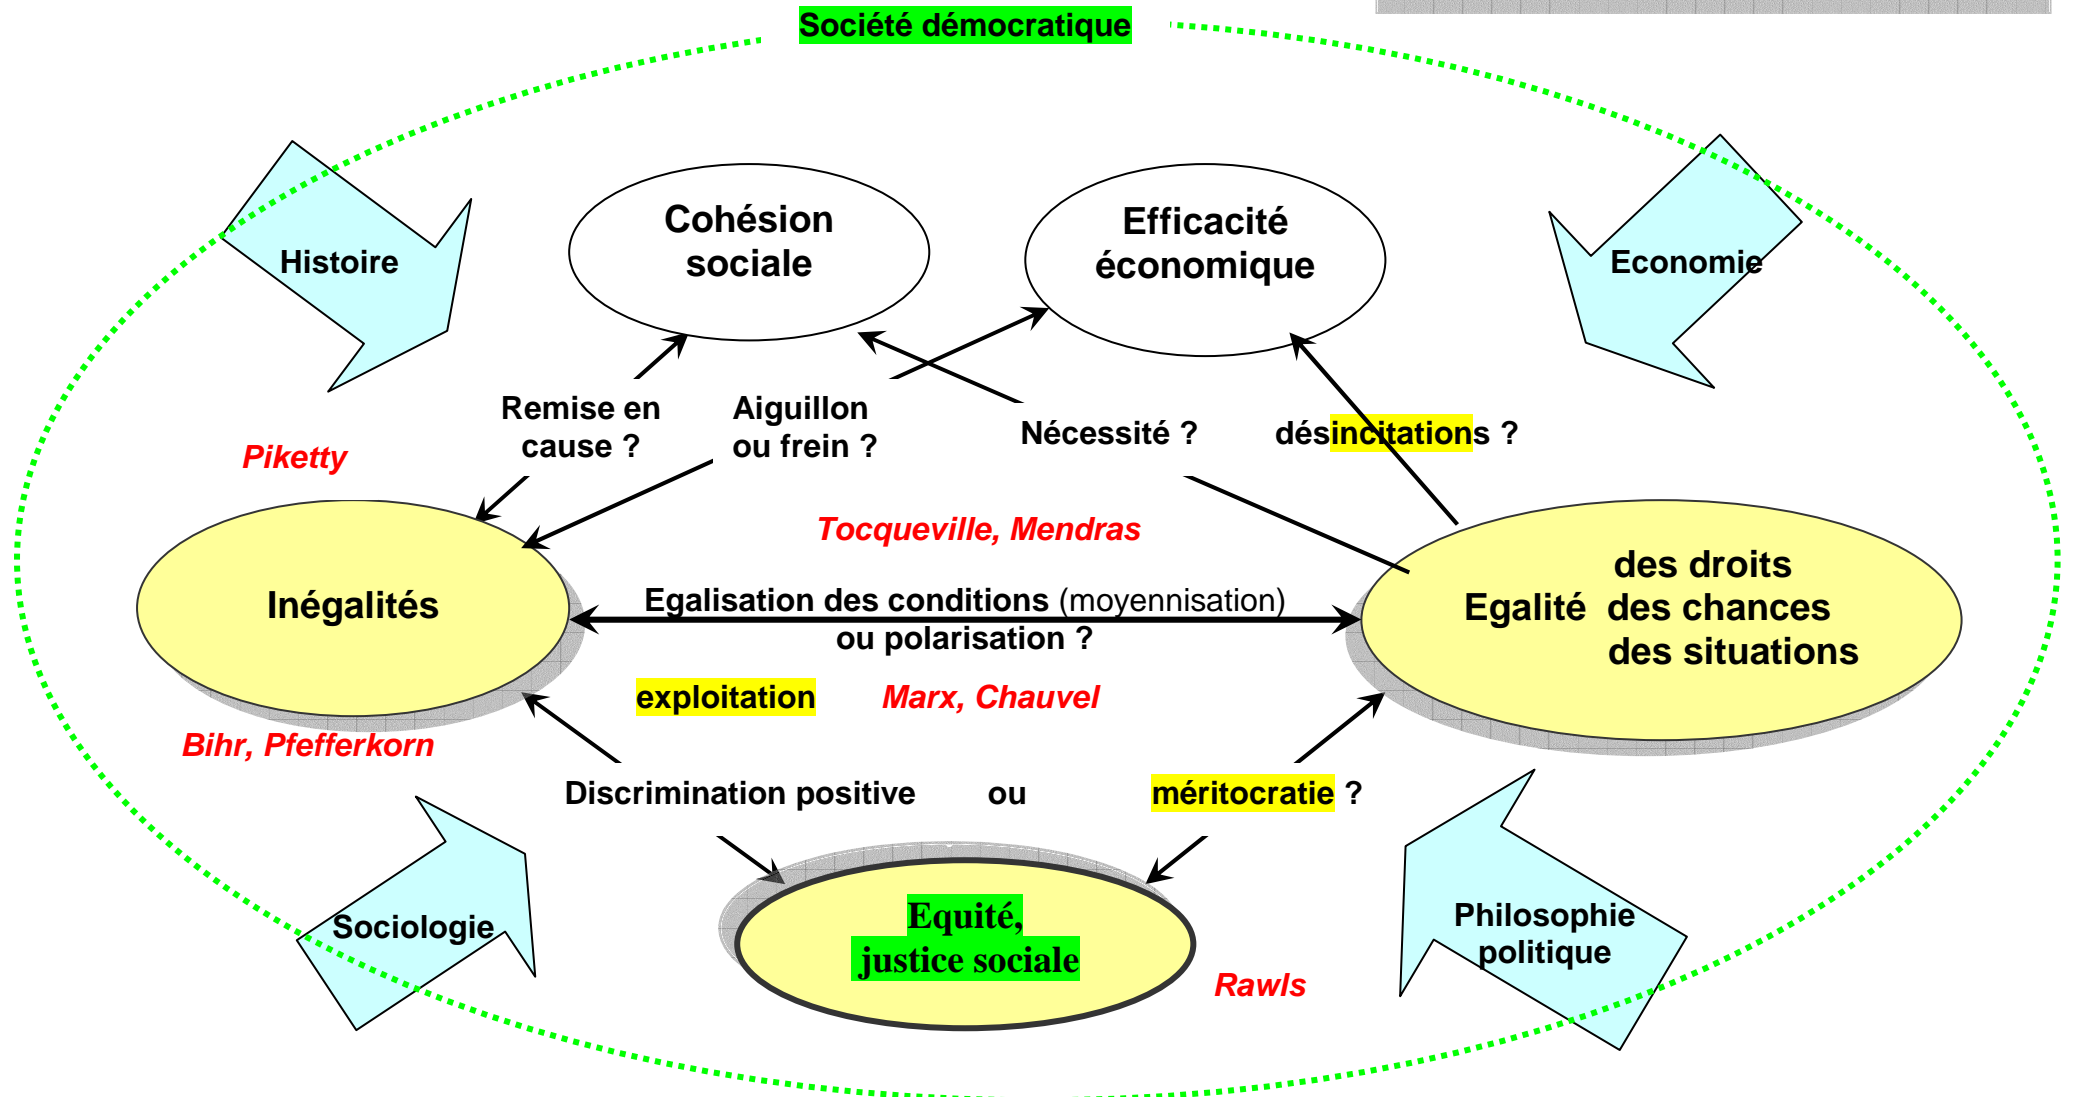 Société démocratique
Cohésion
sociale
Efficacité
économique
Histoire
Economie
Remise en
cause ?
Aiguillon
ou frein ?
Nécessité ?
désincitations ?
Piketty
Tocqueville, Mendras
Inégalités
Egalisation des conditions (moyennisation)
ou polarisation ?
des droits
Egalité des chances
des situations
exploitation
Marx, Chauvel
Bihr, Pfefferkorn
Discrimination positive ou méritocratie ?
Sociologie
Equité,
justice sociale
Rawls
Philosophie
politique